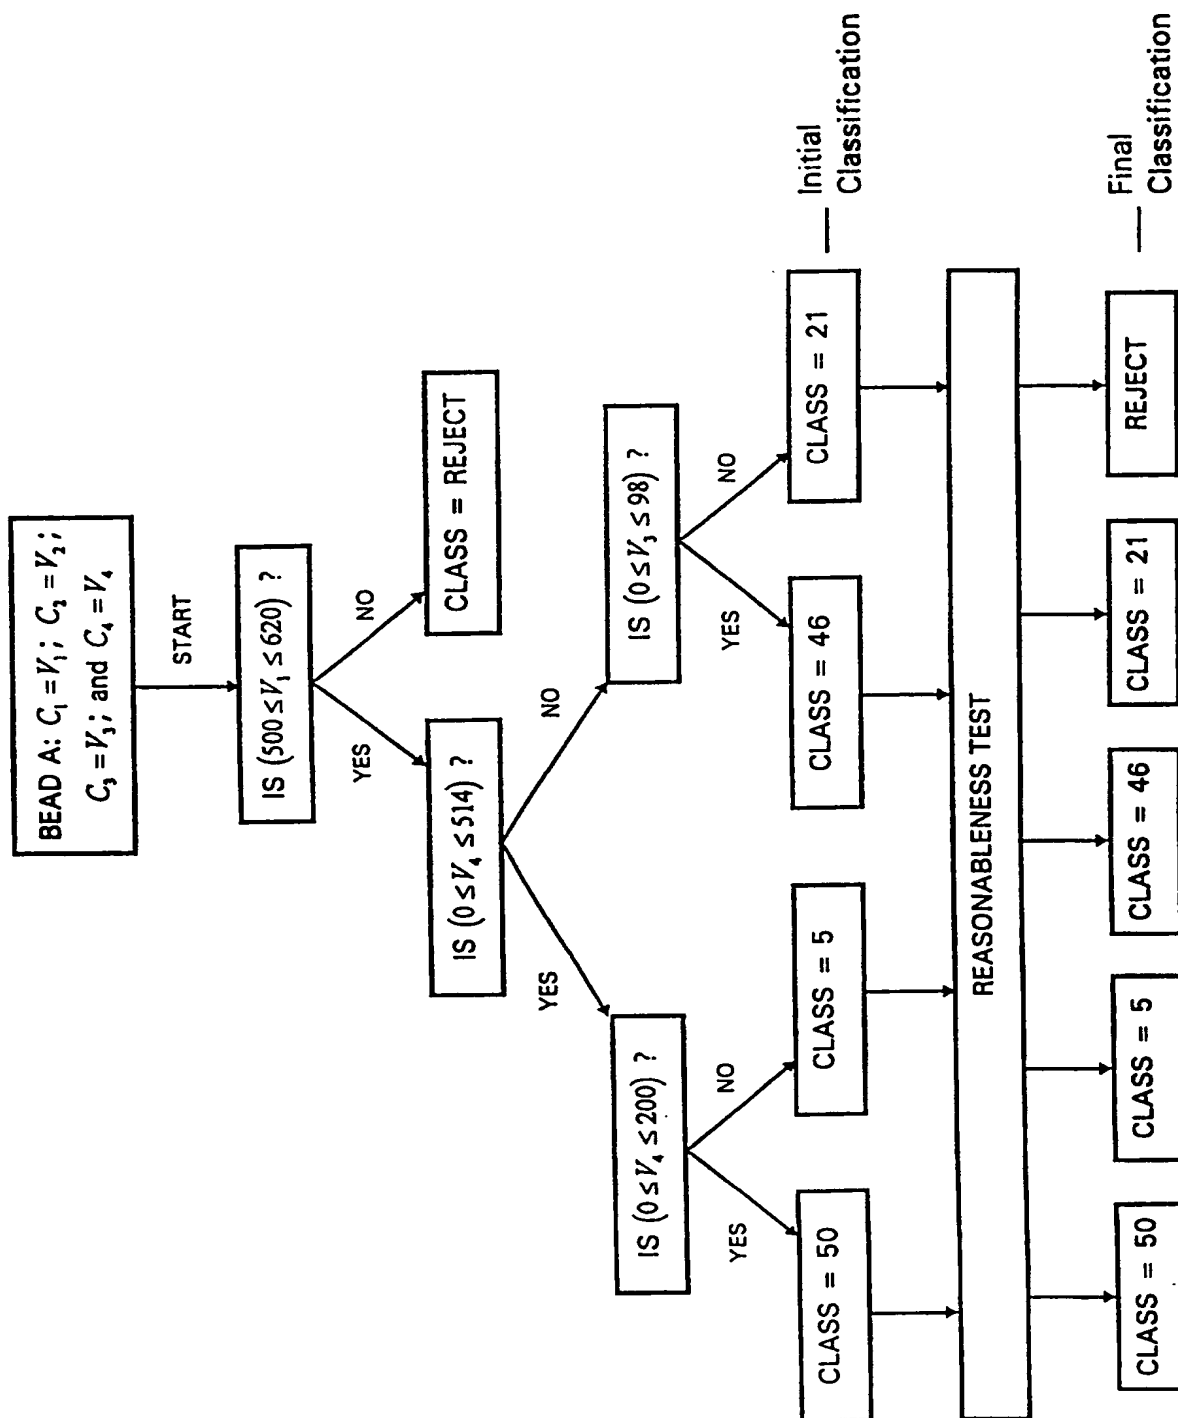 BEAD A: C₁ = V₁; C₂ = V₂;
C₃ = V₃; and C₄ = V₄
START
IS (500 ≤ V₁ ≤ 620) ?
YES
NO
IS (0 ≤ V₄ ≤ 514) ?
CLASS = REJECT
YES
NO
IS (0 ≤ V₄ ≤ 200) ?
IS (0 ≤ V₃ ≤ 98) ?
YES
NO
YES
NO
CLASS = 50
CLASS = 5
CLASS = 46
CLASS = 21
Initial
Classification
REASONABLENESS TEST
CLASS = 50
CLASS = 5
CLASS = 46
CLASS = 21
REJECT
Final
Classification